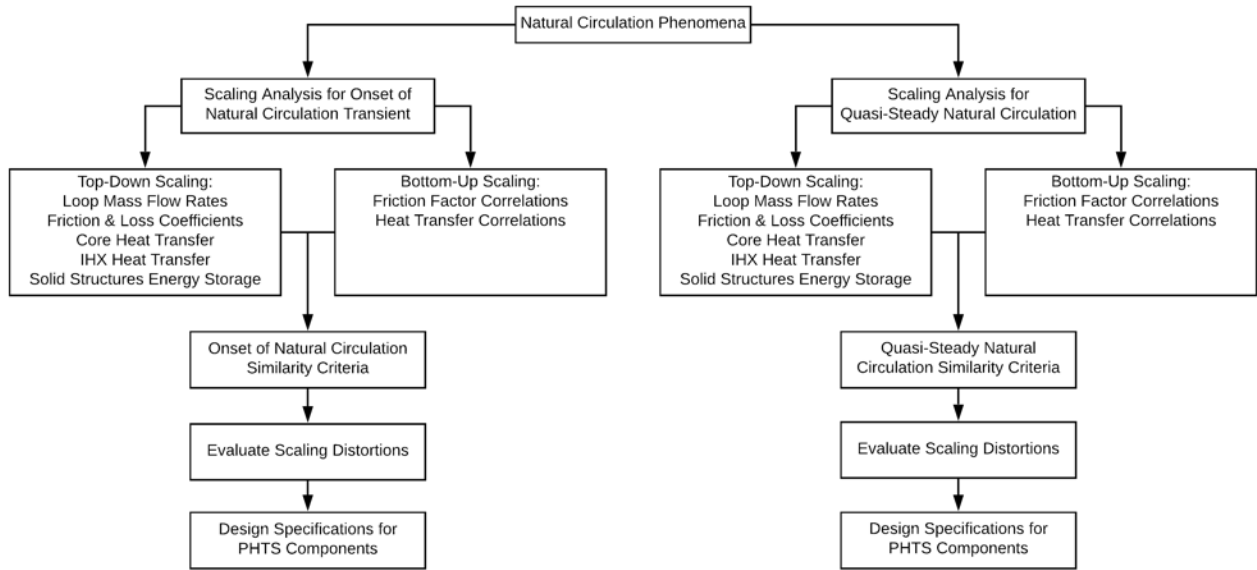 Natural Circulation Phenomena
Scaling Analysis for Onset of
Natural Circulation Transient
Top-Down Scaling:
Loop Mass Flow Rates
Friction & Loss Coefficients
Core Heat Transfer
IHX Heat Transfer
Solid Structures Energy Storage
Bottom-Up Scaling:
Friction Factor Correlations
Heat Transfer Correlations
Onset of Natural Circulation
Similarity Criteria
Evaluate Scaling Distortions
Design Specifications for
PHTS Components
Scaling Analysis for
Quasi-Steady Natural Circulation
Top-Down Scaling:
Loop Mass Flow Rates
Friction & Loss Coefficients
Core Heat Transfer
IHX Heat Transfer
Solid Structures Energy Storage
Bottom-Up Scaling:
Friction Factor Correlations
Heat Transfer Correlations
Quasi-Steady Natural
Circulation Similarity Criteria
Evaluate Scaling Distortions
Design Specifications for
PHTS Components